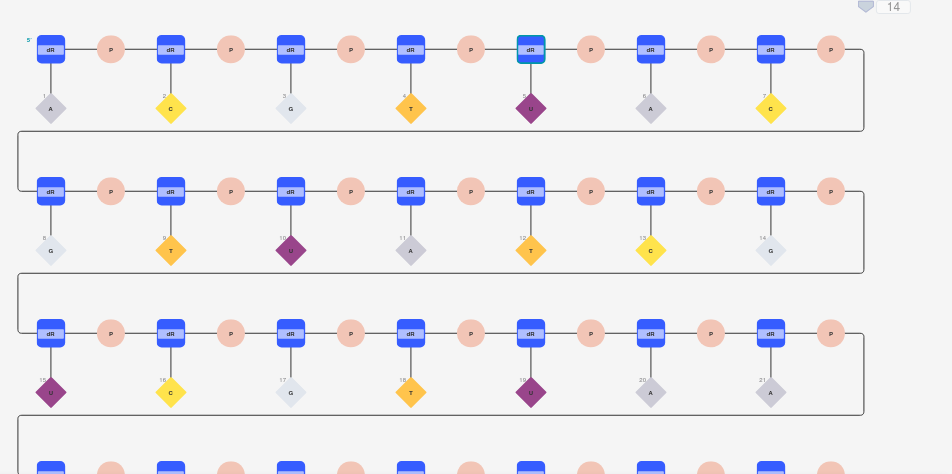 14
5' dR P dR P dR P dR P dR P dR P dR P
1 2 3 4 5 6 7
A C G T U A C
dR P dR P dR P dR P dR P dR P dR P
8 9 10 11 12 13 14
G T U A T C G
dR P dR P dR P dR P dR P dR P dR P
15 16 17 18 19 20 21
U C G T U A A